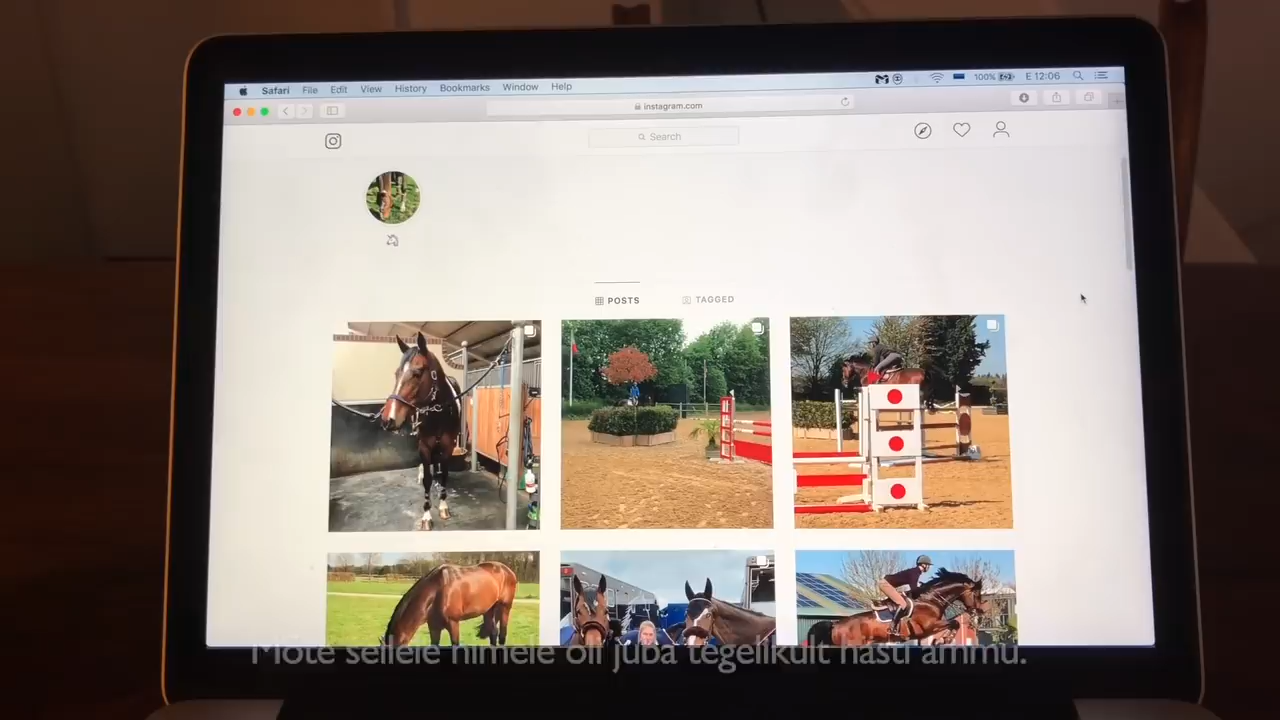 Safari File Edit View History Bookmarks Window Help 100% E 12:06
instagram.com
Search
POSTS TAGGED
Mõte sellele nimele oli juba tegelikult hästi ammu.